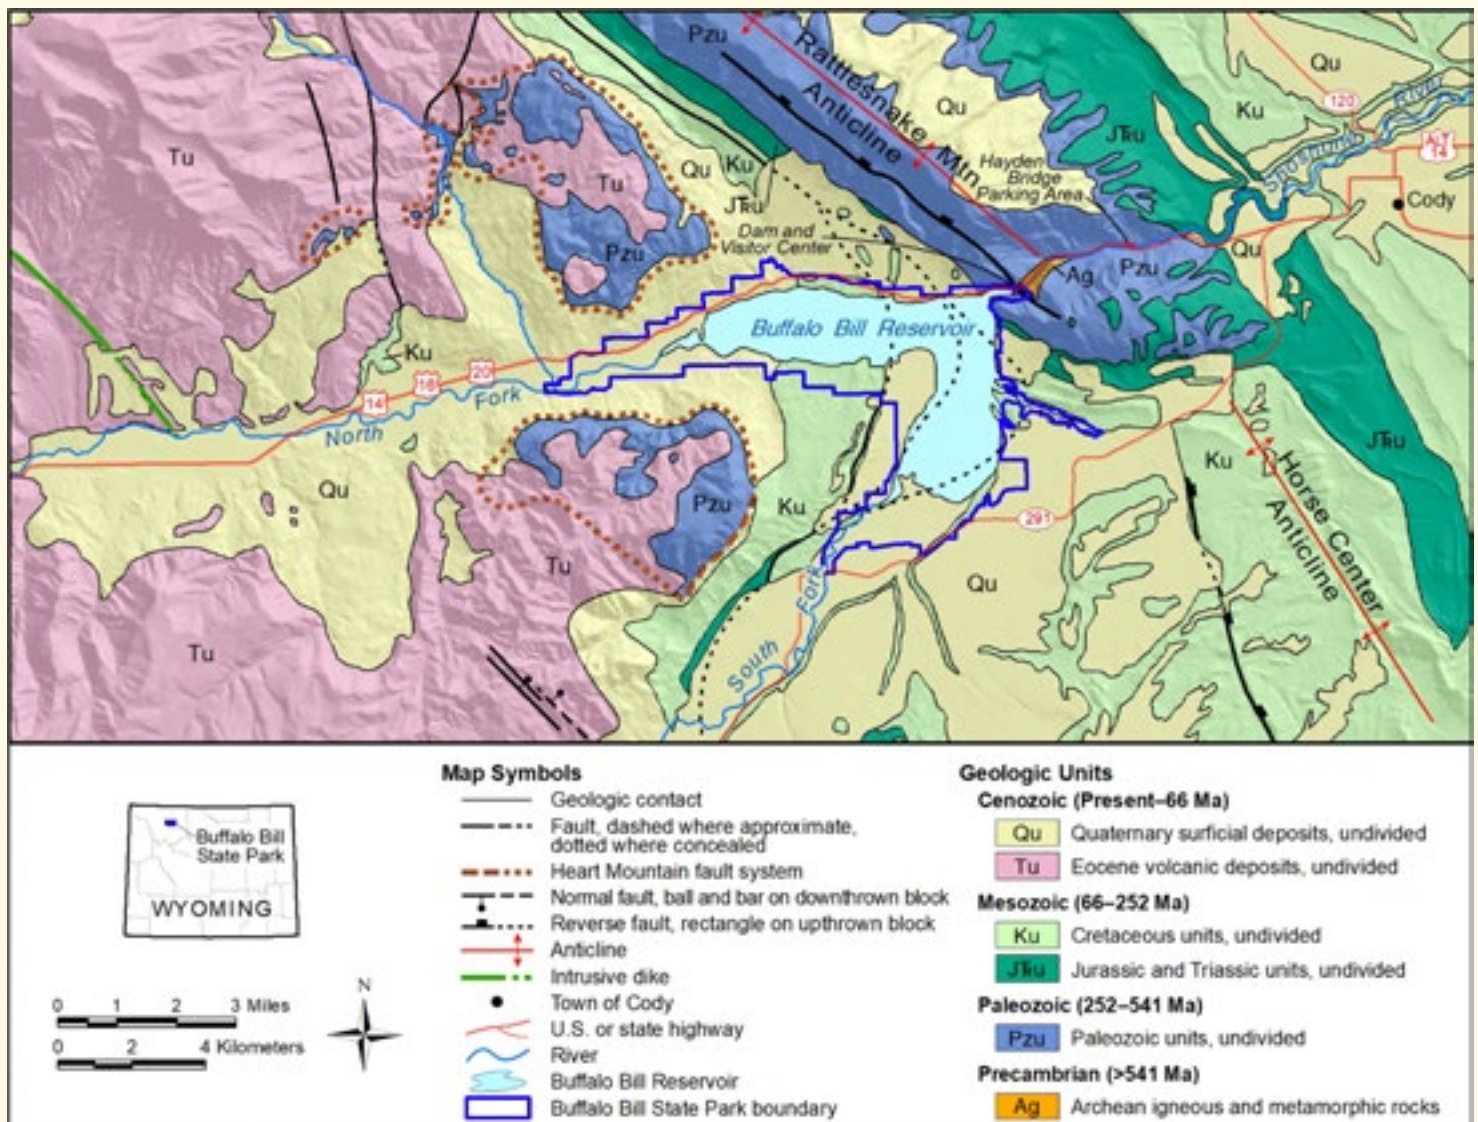 Pzu
Rattlesnake Mtn
Anticline
Qu
Qu
120
River
Ku
JTRu
ALT
14
Shoshone
Cody
Tu
Qu
Ku
Tu
JTRu
Hayden
Bridge
Parking Area
Dam and
Visitor Center
Pzu
Ag
Pzu
Qu
Buffalo Bill Reservoir
Ku
20
16
14
Fork
North
Qu
Pzu
Ku
Ku
JTRu
Horse Center
Anticline
291
Tu
Qu
Fork
South
Tu
Map Symbols
Geologic contact
Fault, dashed where approximate,
dotted where concealed
Heart Mountain fault system
Normal fault, ball and bar on downthrown block
Reverse fault, rectangle on upthrown block
Anticline
Intrusive dike
Town of Cody
U.S. or state highway
River
Buffalo Bill Reservoir
Buffalo Bill State Park boundary
Buffalo Bill
State Park
WYOMING
N
0 1 2 3 Miles
0 2 4 Kilometers
Geologic Units
Cenozoic (Present–66 Ma)
Qu Quaternary surficial deposits, undivided
Tu Eocene volcanic deposits, undivided
Mesozoic (66–252 Ma)
Ku Cretaceous units, undivided
JTRu Jurassic and Triassic units, undivided
Paleozoic (252–541 Ma)
Pzu Paleozoic units, undivided
Precambrian (>541 Ma)
Ag Archean igneous and metamorphic rocks